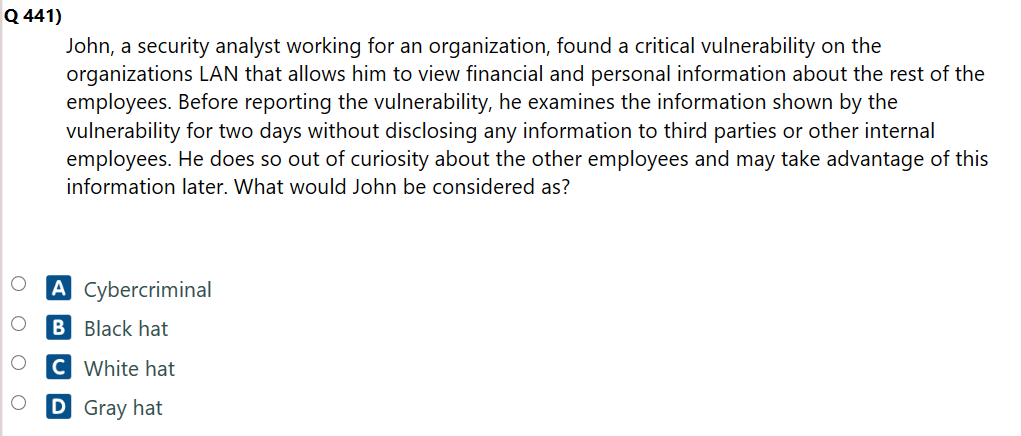 Q 441)
John, a security analyst working for an organization, found a critical vulnerability on the
organizations LAN that allows him to view financial and personal information about the rest of the
employees. Before reporting the vulnerability, he examines the information shown by the
vulnerability for two days without disclosing any information to third parties or other internal
employees. He does so out of curiosity about the other employees and may take advantage of this
information later. What would John be considered as?
A Cybercriminal
B Black hat
C White hat
D Gray hat